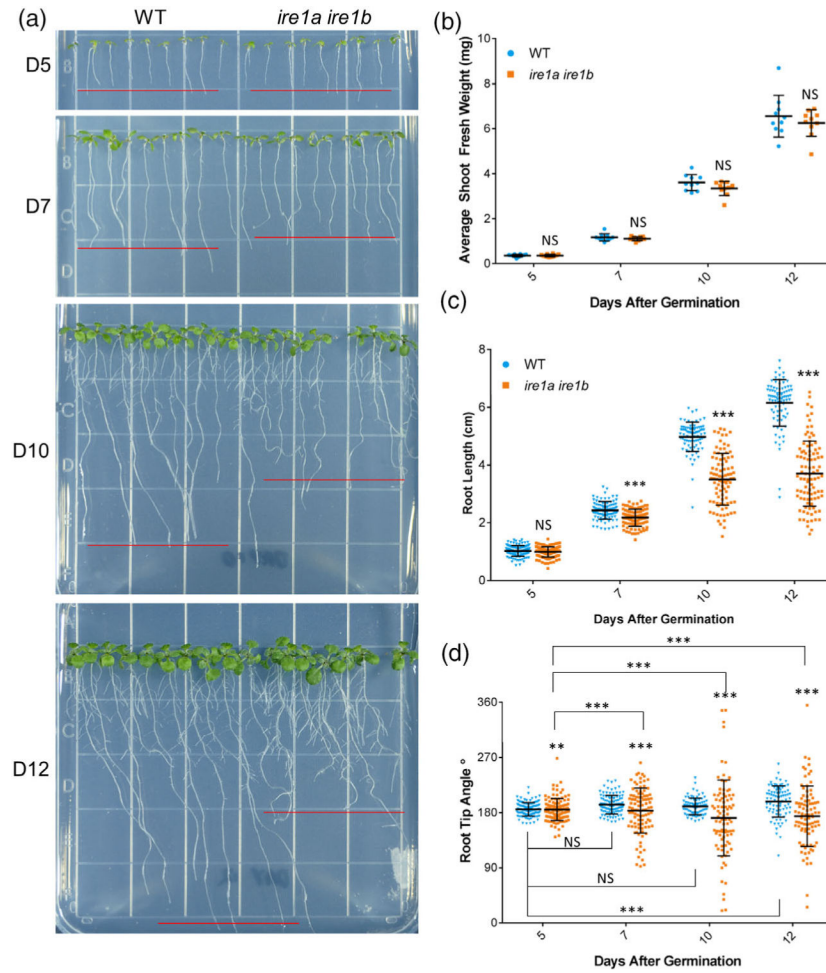 (a)
WT
ire1a ire1b
D5
D7
D10
D12
B
B
C
D
B
C
D
B
C
D
(b)
Average Shoot Fresh Weight (mg)
10
8
6
4
2
0
WT
ire1a ire1b
NS
NS
NS
NS
5
7
10
12
Days After Germination
(c)
Root Length (cm)
8
6
4
2
0
WT
ire1a ire1b
NS
***
***
***
5
7
10
12
Days After Germination
(d)
Root Tip Angle °
360
270
180
90
0
***
***
***
**
***
***
***
NS
NS
***
5
7
10
12
Days After Germination